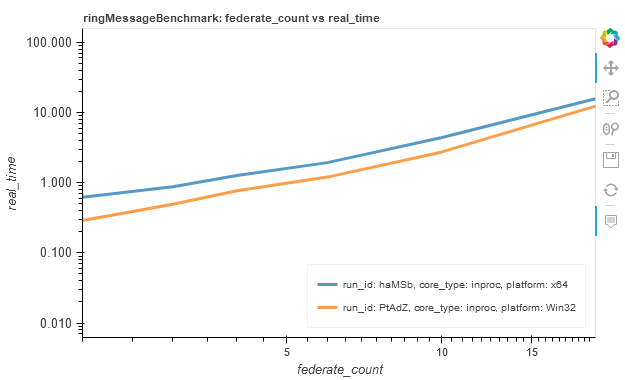 ringMessageBenchmark: federate_count vs real_time
100.000
10.000
1.000
0.100
0.010
real_time
run_id: haMSb, core_type: inproc, platform: x64
run_id: PtAdZ, core_type: inproc, platform: Win32
5
10
15
federate_count